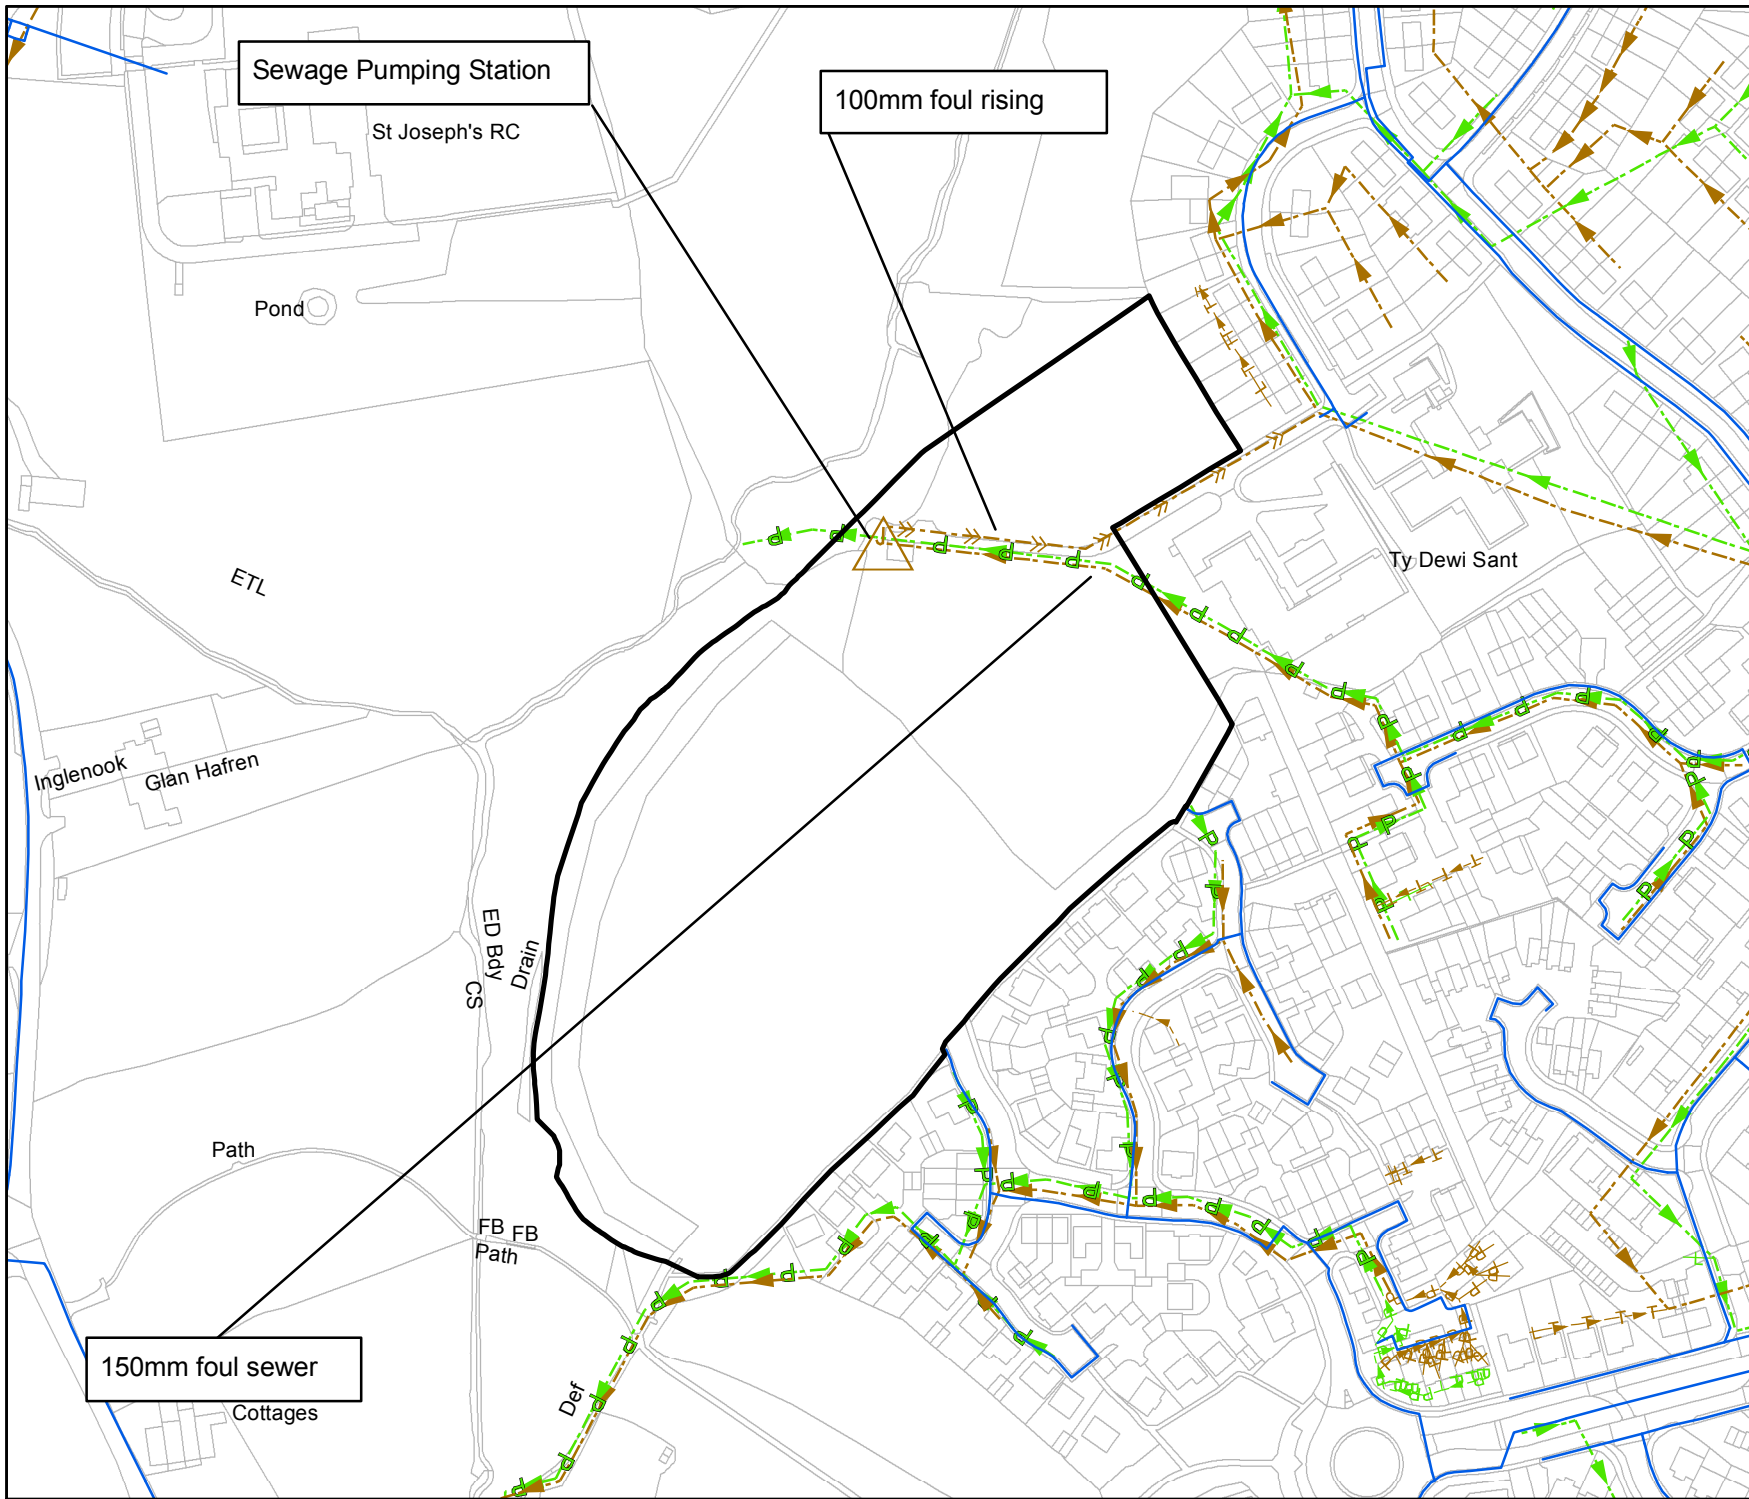 Sewage Pumping Station
100mm foul rising
St Joseph's RC
Pond
ETL
Ty Dewi Sant
Inglenook
Glan Hafren
ED Bdy
Drain
CS
Path
FB
FB
Path
150mm foul sewer
Def
Cottages